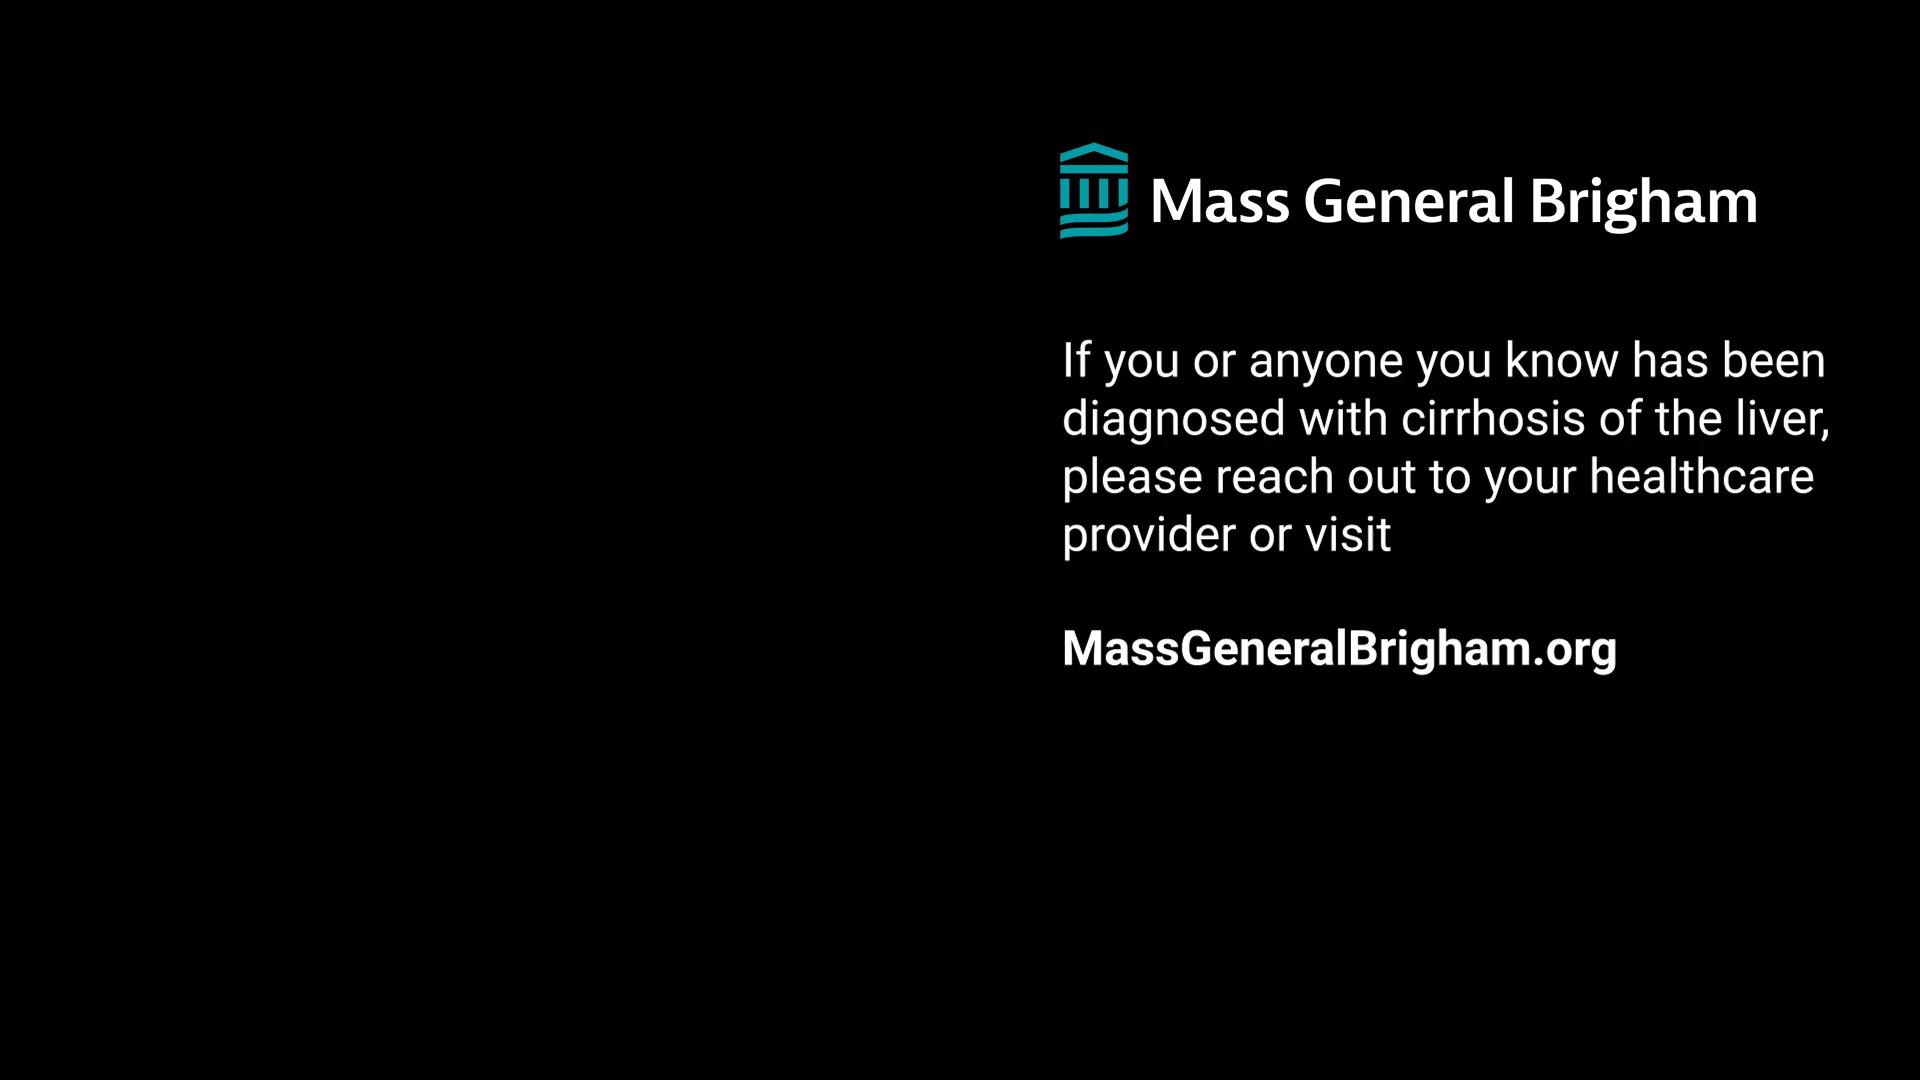 Mass General Brigham
If you or anyone you know has been
diagnosed with cirrhosis of the liver,
please reach out to your healthcare
provider or visit
MassGeneralBrigham.org